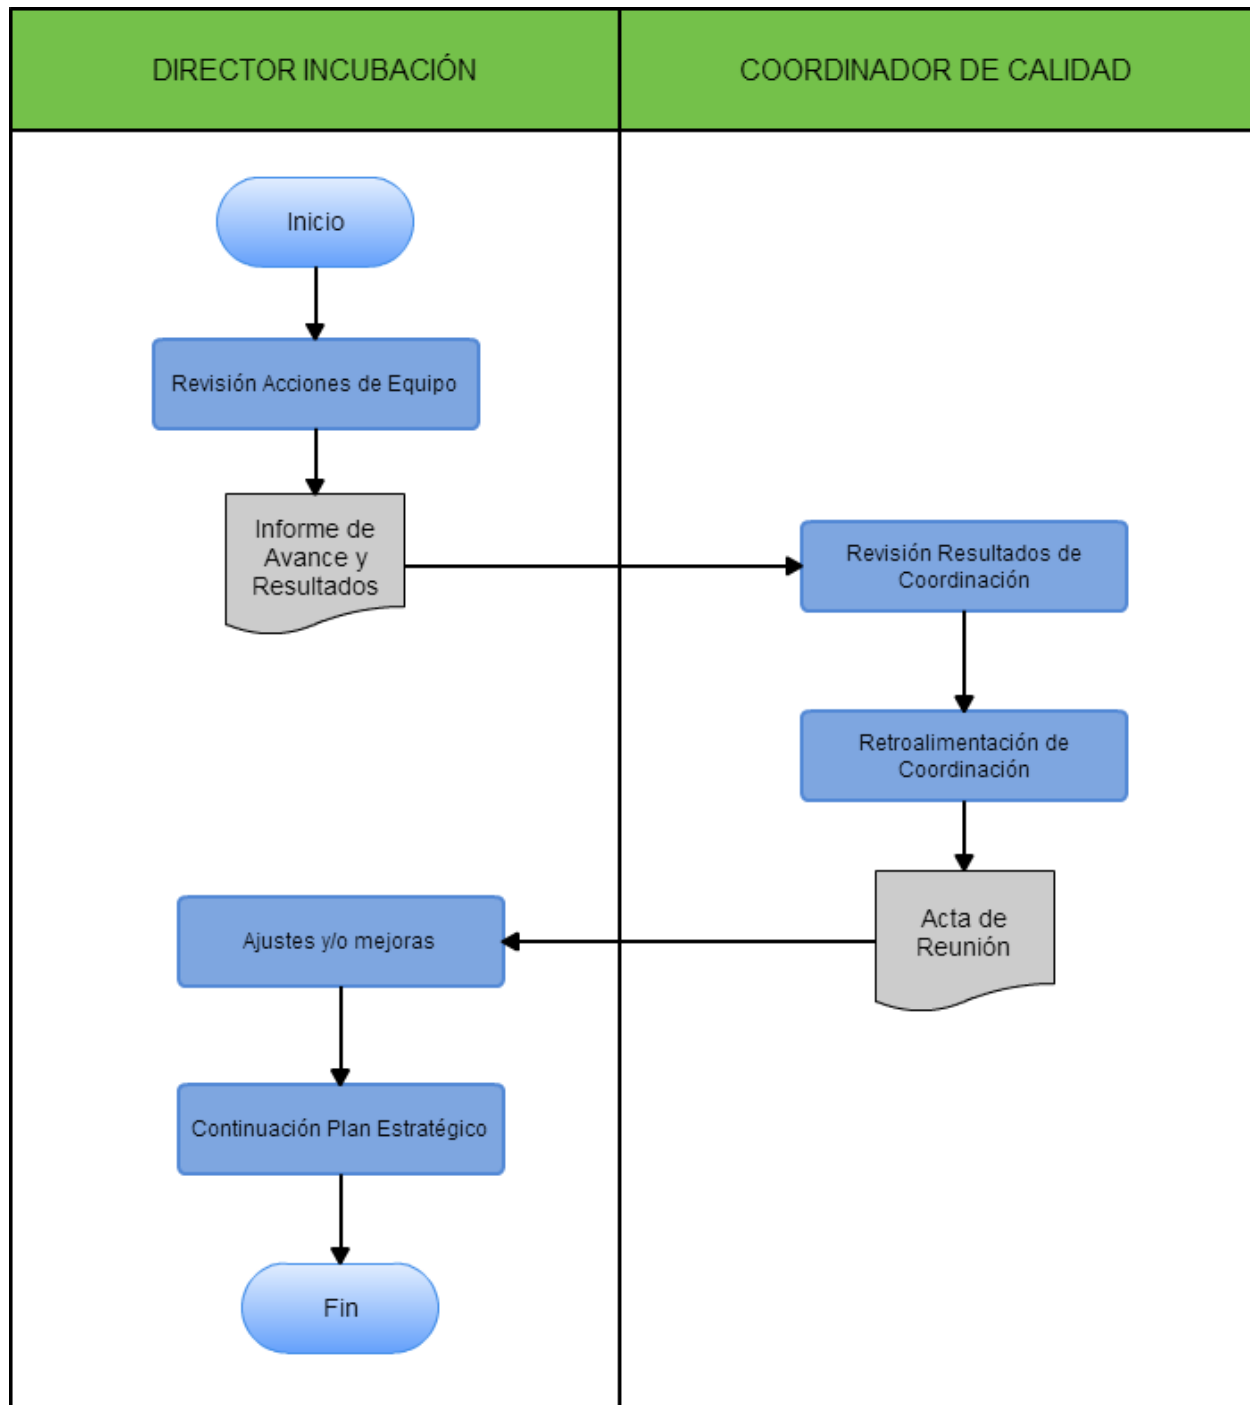 DIRECTOR INCUBACIÓN
COORDINADOR DE CALIDAD
Inicio
Revisión Acciones de Equipo
Informe de
Avance y
Resultados
Revisión Resultados de
Coordinación
Retroalimentación de
Coordinación
Acta de
Reunión
Ajustes y/o mejoras
Continuación Plan Estratégico
Fin